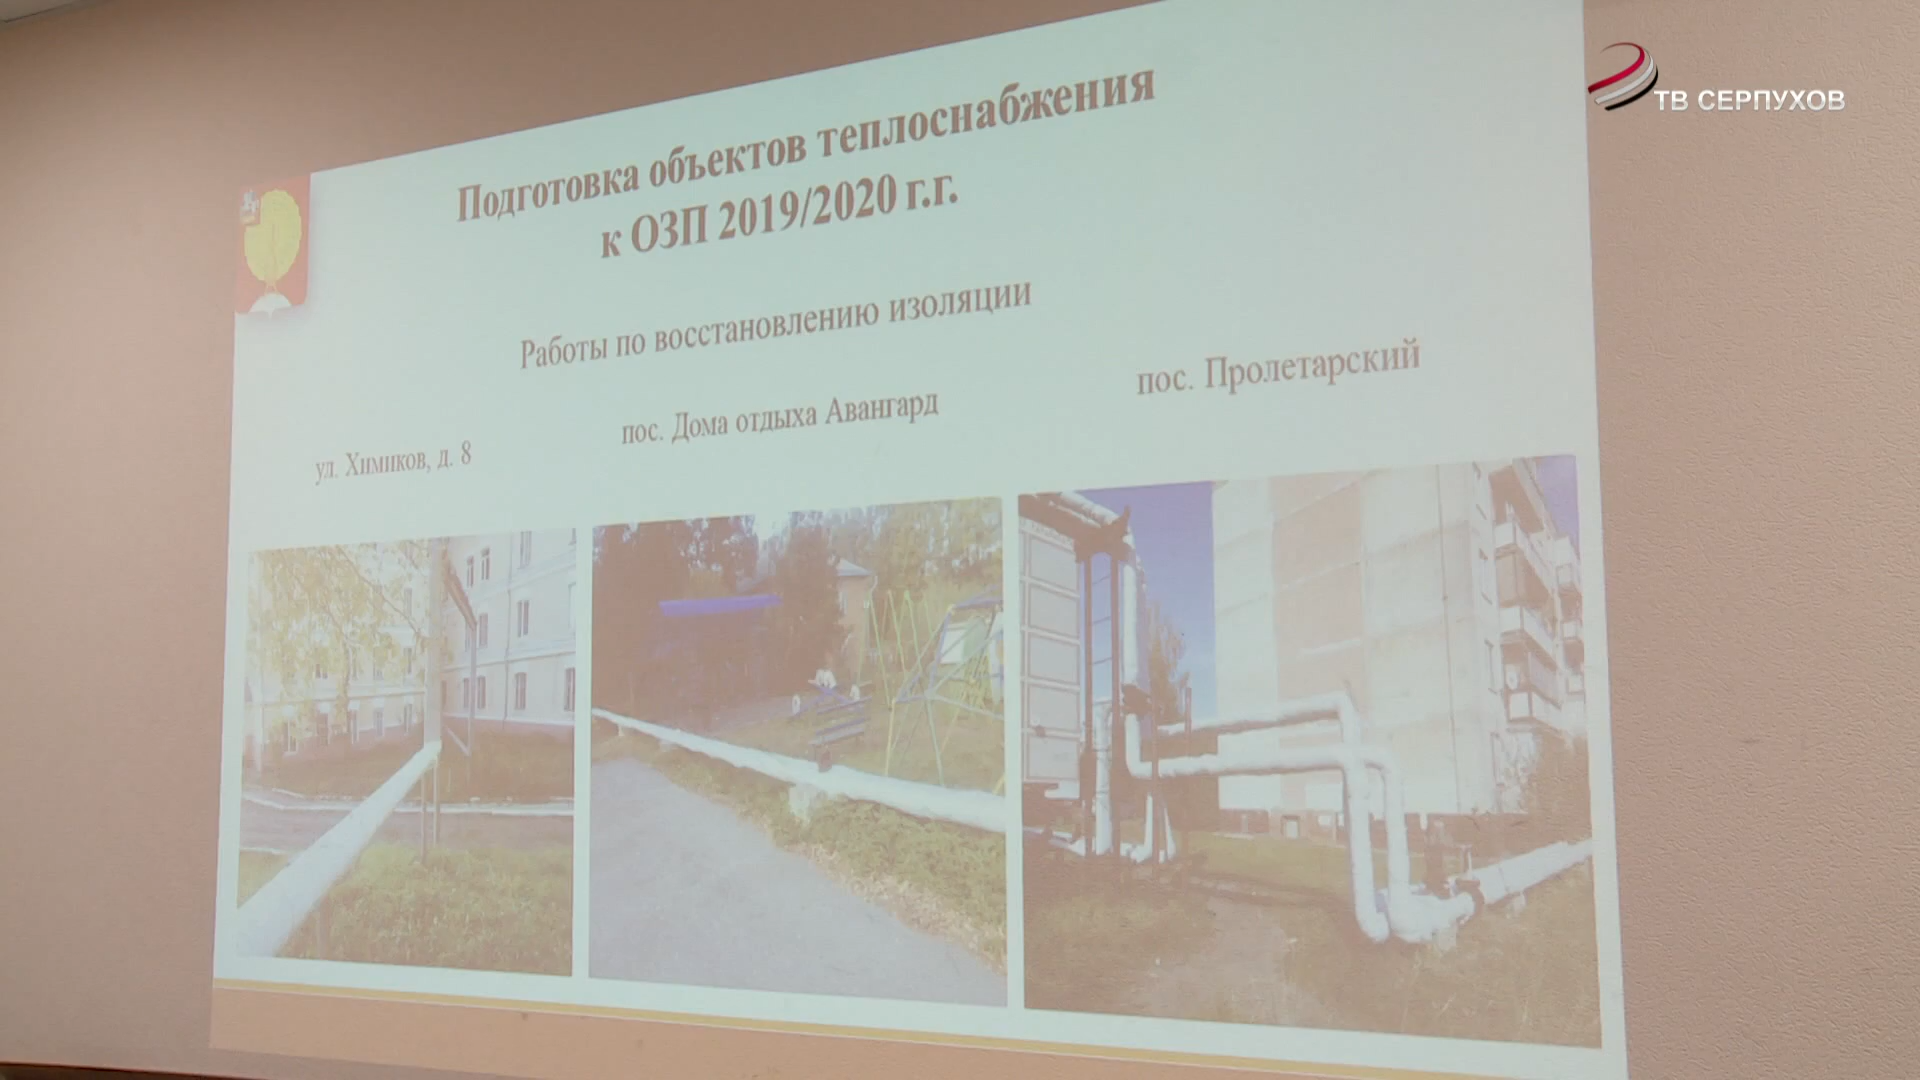 ТВ СЕРПУХОВ
Подготовка объектов теплоснабжения
к ОЗП 2019/2020 г.г.
Работы по восстановлению изоляции
ул. Химиков, д. 8
пос. Дома отдыха Авангард
пос. Пролетарский